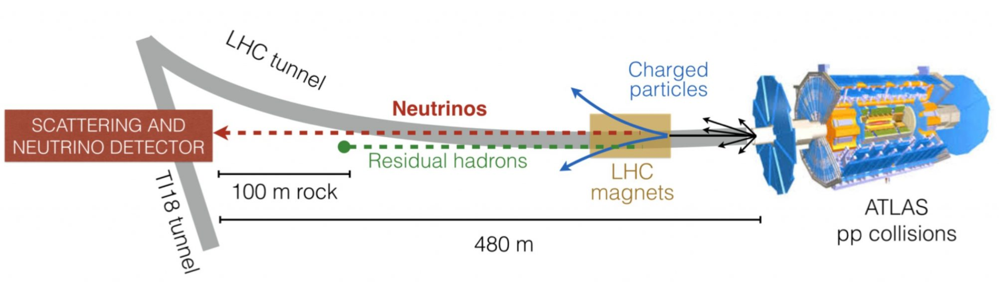 LHC tunnel
Charged
particles
Neutrinos
SCATTERING AND
NEUTRINO DETECTOR
Residual hadrons
LHC
magnets
100 m rock
TI18 tunnel
480 m
ATLAS
pp collisions